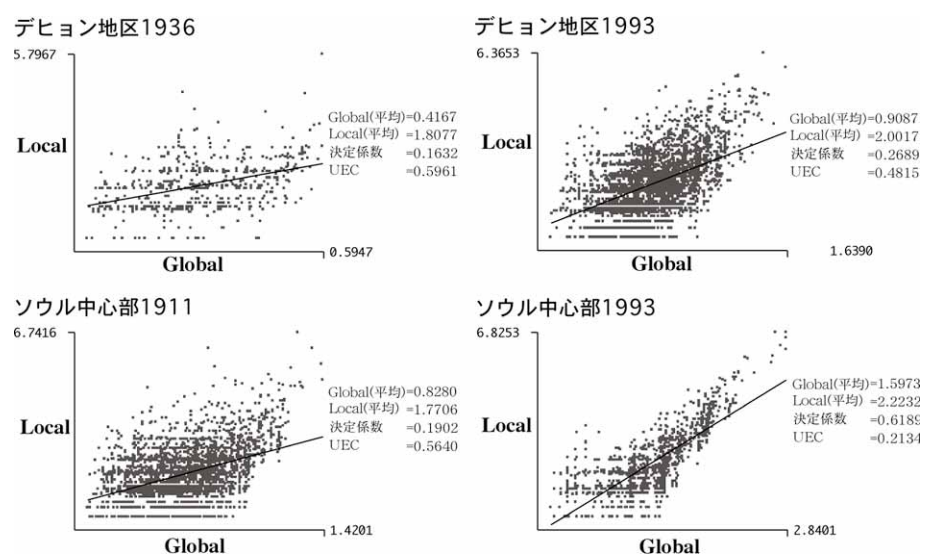 デヒョン地区1936
5.7967
Local
Global(平均)=0.4167
Local(平均) =1.8077
決定係数 =0.1632
UEC =0.5961
0.5947
Global
デヒョン地区1993
6.3653
Local
Global(平均)=0.9087
Local(平均) =2.0017
決定係数 =0.2689
UEC =0.4815
1.6390
Global
ソウル中心部1911
6.7416
Local
Global(平均)=0.8280
Local(平均) =1.7706
決定係数 =0.1902
UEC =0.5640
1.4201
Global
ソウル中心部1993
6.8253
Local
Global(平均)=1.5973
Local(平均) =2.2232
決定係数 =0.6189
UEC =0.2134
2.8401
Global